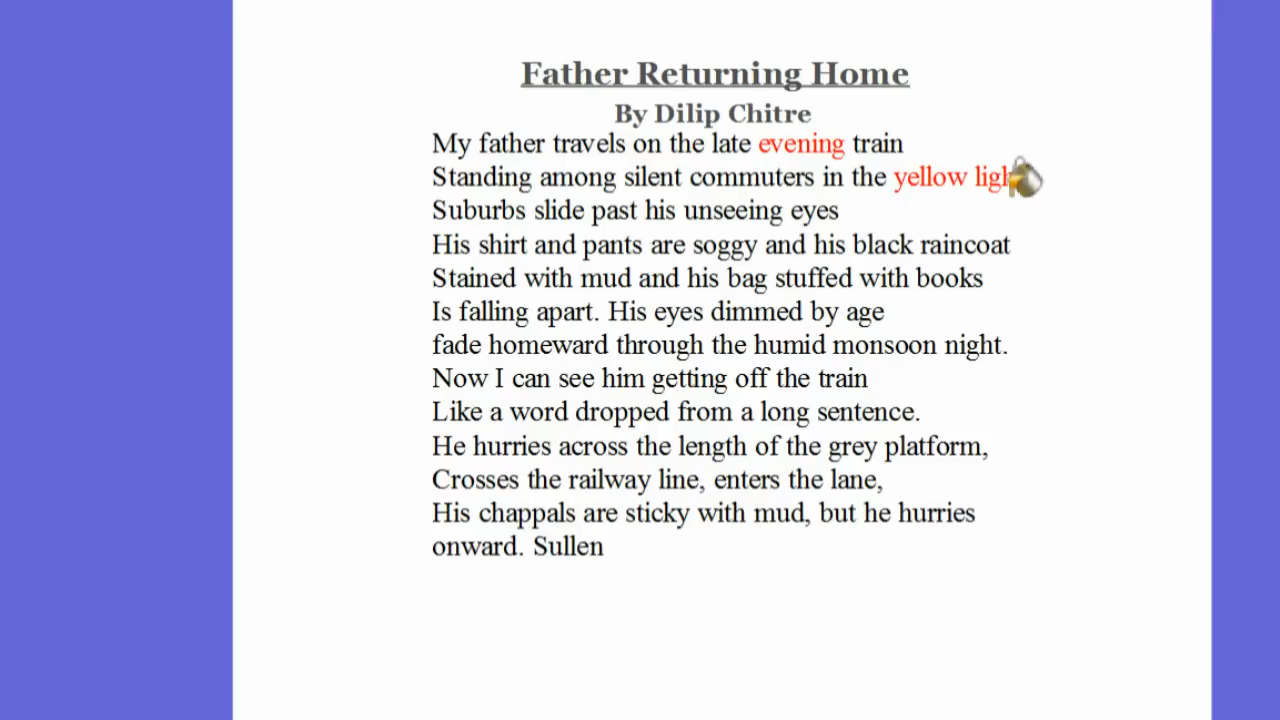 Father Returning Home
By Dilip Chitre
My father travels on the late evening train
Standing among silent commuters in the yellow
Suburbs slide past his unseeing eyes
His shirt and pants are soggy and his black raincoat
Stained with mud and his bag stuffed with books
Is falling apart. His eyes dimmed by age
fade homeward through the humid monsoon night.
Now I can see him getting off the train
Like a word dropped from a long sentence.
He hurries across the length of the grey platform,
Crosses the railway line, enters the lane,
His chappals are sticky with mud, but he hurries
onward. Sullen